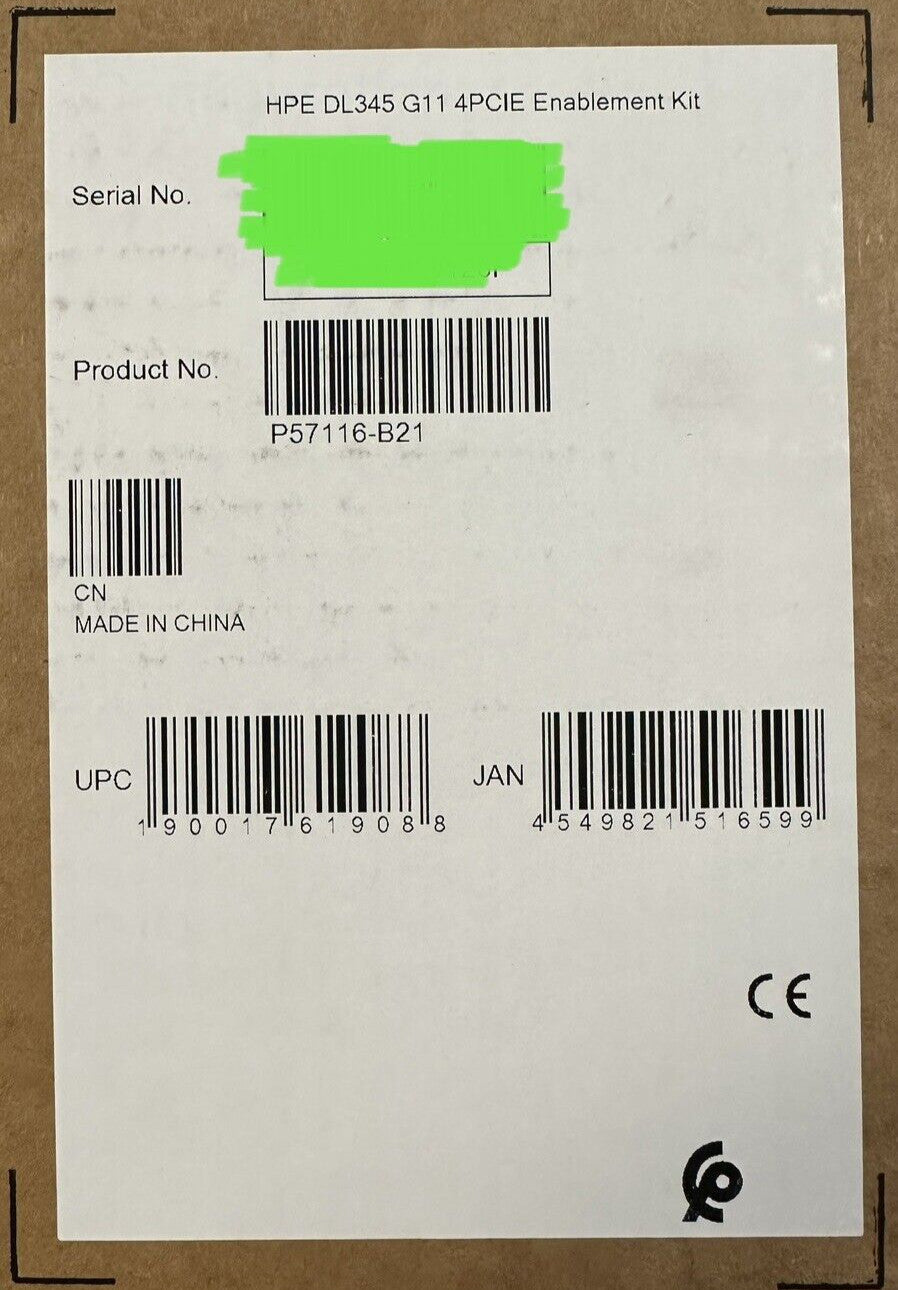 HPE DL345 G11 4PCIE Enablement Kit
Serial No.
Product No.
P57116-B21
CN
MADE IN CHINA
UPC
190017619088
JAN
4549821516599
CE